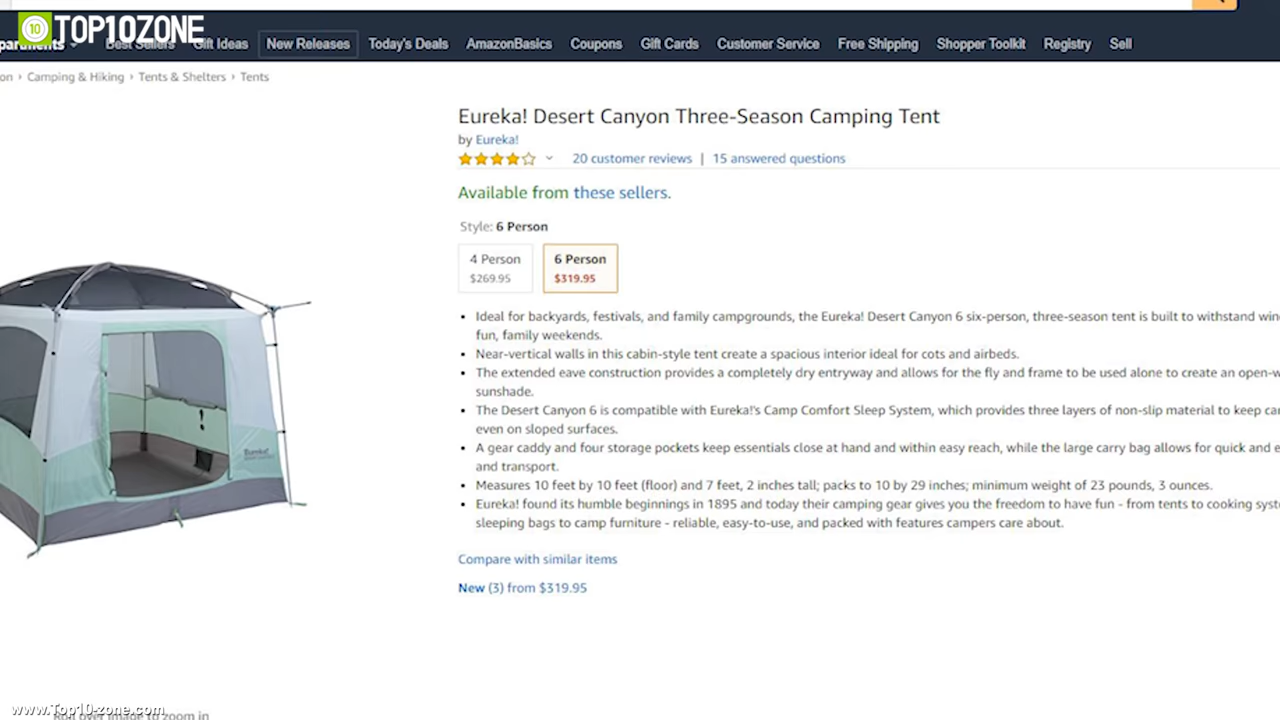 10 TOP10ZONE
Best Sellers Gift Ideas New Releases Today's Deals AmazonBasics Coupons Gift Cards Customer Service Free Shipping Shopper Toolkit Registry Sell
on › Camping & Hiking › Tents & Shelters › Tents
Eureka! Desert Canyon Three-Season Camping Tent
by Eureka!
20 customer reviews | 15 answered questions
Available from these sellers.
Style: 6 Person
4 Person 6 Person
$269.95 $319.95
• Ideal for backyards, festivals, and family campgrounds, the Eureka! Desert Canyon 6 six-person, three-season tent is built to withstand win
fun, family weekends.
• Near-vertical walls in this cabin-style tent create a spacious interior ideal for cots and airbeds.
• The extended eave construction provides a completely dry entryway and allows for the fly and frame to be used alone to create an open-w
sunshade.
• The Desert Canyon 6 is compatible with Eureka!'s Camp Comfort Sleep System, which provides three layers of non-slip material to keep ca
even on sloped surfaces.
• A gear caddy and four storage pockets keep essentials close at hand and within easy reach, while the large carry bag allows for quick and e
and transport.
• Measures 10 feet by 10 feet (floor) and 7 feet, 2 inches tall; packs to 10 by 29 inches; minimum weight of 23 pounds, 3 ounces.
• Eureka! found its humble beginnings in 1895 and today their camping gear gives you the freedom to have fun - from tents to cooking syst
sleeping bags to camp furniture - reliable, easy-to-use, and packed with features campers care about.
Compare with similar items
New (3) from $319.95
Eureka!
www.Top10-zone.com
Roll over image to zoom in